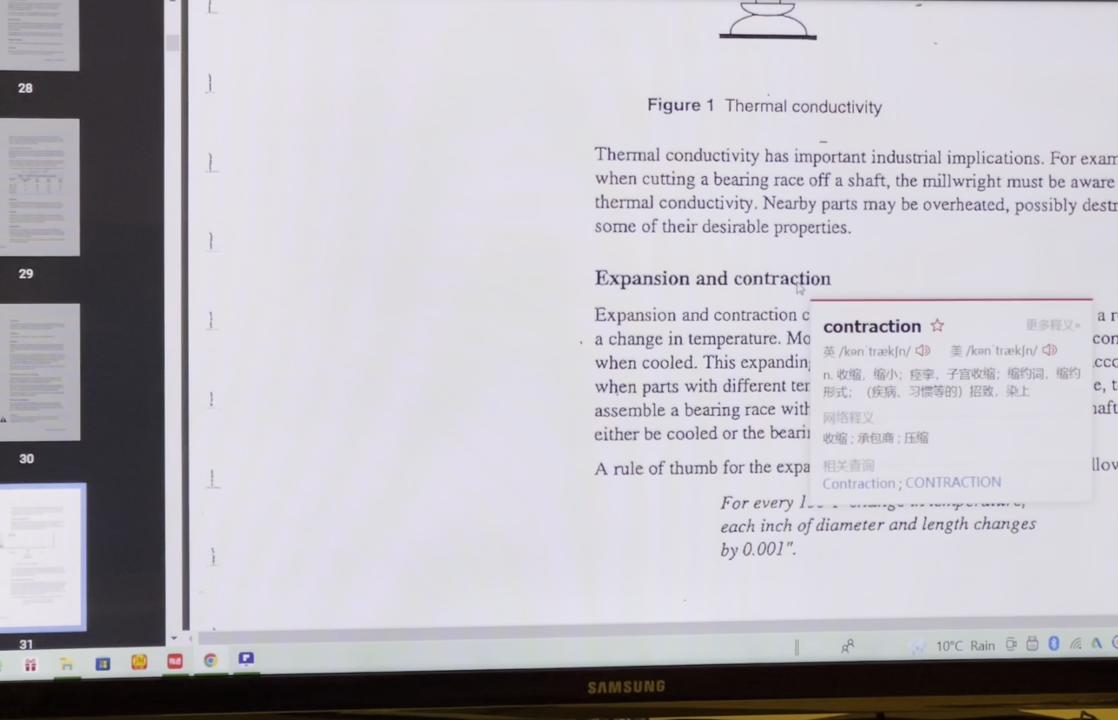 28
29
30
31
Figure 1 Thermal conductivity
Thermal conductivity has important industrial implications. For exam
when cutting a bearing race off a shaft, the millwright must be aware
thermal conductivity. Nearby parts may be overheated, possibly destr
some of their desirable properties.
Expansion and contraction
Expansion and contraction c
a change in temperature. Mo
when cooled. This expanding
when parts with different ter
assemble a bearing race with
either be cooled or the beari
A rule of thumb for the expa
a r
con
e, t
haft
llow
contraction 更多释义»
英 /kənˈtrækʃn/ 美 /kənˈtrækʃn/
n. 收缩，缩小；痉挛，子宫收缩；缩约词，缩约
形式；（疾病、习惯等的）招致，染上
网络释义
收缩 ; 承包商 ; 压缩
相关查询
Contraction ; CONTRACTION
For every
each inch of diameter and length changes
by 0.001".
10°C Rain
SAMSUNG